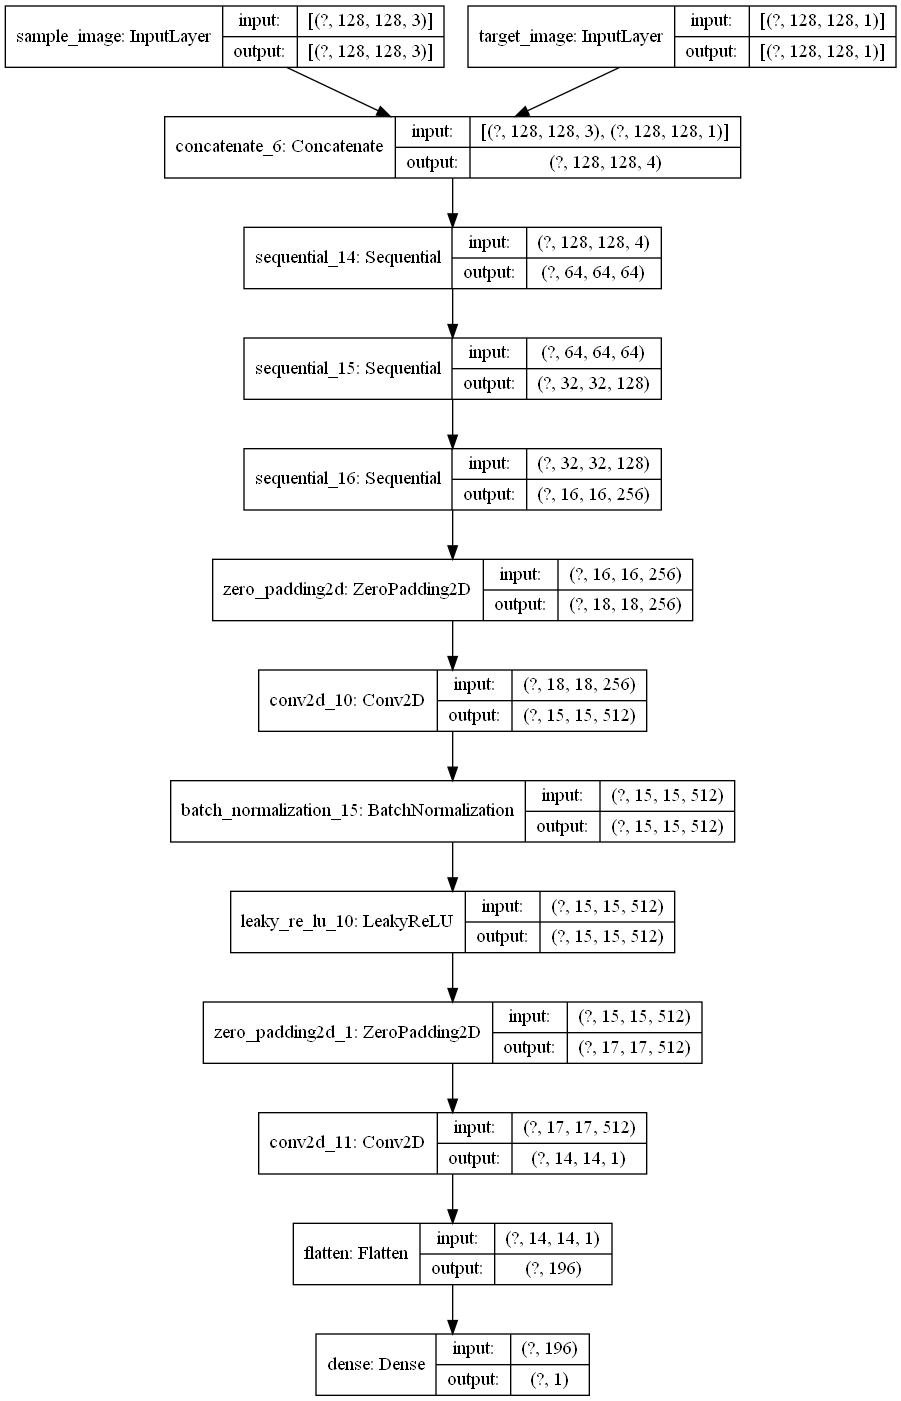 sample_image: InputLayer
input: [(?, 128, 128, 3)]
output: [(?, 128, 128, 3)]
target_image: InputLayer
input: [(?, 128, 128, 1)]
output: [(?, 128, 128, 1)]
concatenate_6: Concatenate
input: [(?, 128, 128, 3), (?, 128, 128, 1)]
output: (?, 128, 128, 4)
sequential_14: Sequential
input: (?, 128, 128, 4)
output: (?, 64, 64, 64)
sequential_15: Sequential
input: (?, 64, 64, 64)
output: (?, 32, 32, 128)
sequential_16: Sequential
input: (?, 32, 32, 128)
output: (?, 16, 16, 256)
zero_padding2d: ZeroPadding2D
input: (?, 16, 16, 256)
output: (?, 18, 18, 256)
conv2d_10: Conv2D
input: (?, 18, 18, 256)
output: (?, 15, 15, 512)
batch_normalization_15: BatchNormalization
input: (?, 15, 15, 512)
output: (?, 15, 15, 512)
leaky_re_lu_10: LeakyReLU
input: (?, 15, 15, 512)
output: (?, 15, 15, 512)
zero_padding2d_1: ZeroPadding2D
input: (?, 15, 15, 512)
output: (?, 17, 17, 512)
conv2d_11: Conv2D
input: (?, 17, 17, 512)
output: (?, 14, 14, 1)
flatten: Flatten
input: (?, 14, 14, 1)
output: (?, 196)
dense: Dense
input: (?, 196)
output: (?, 1)